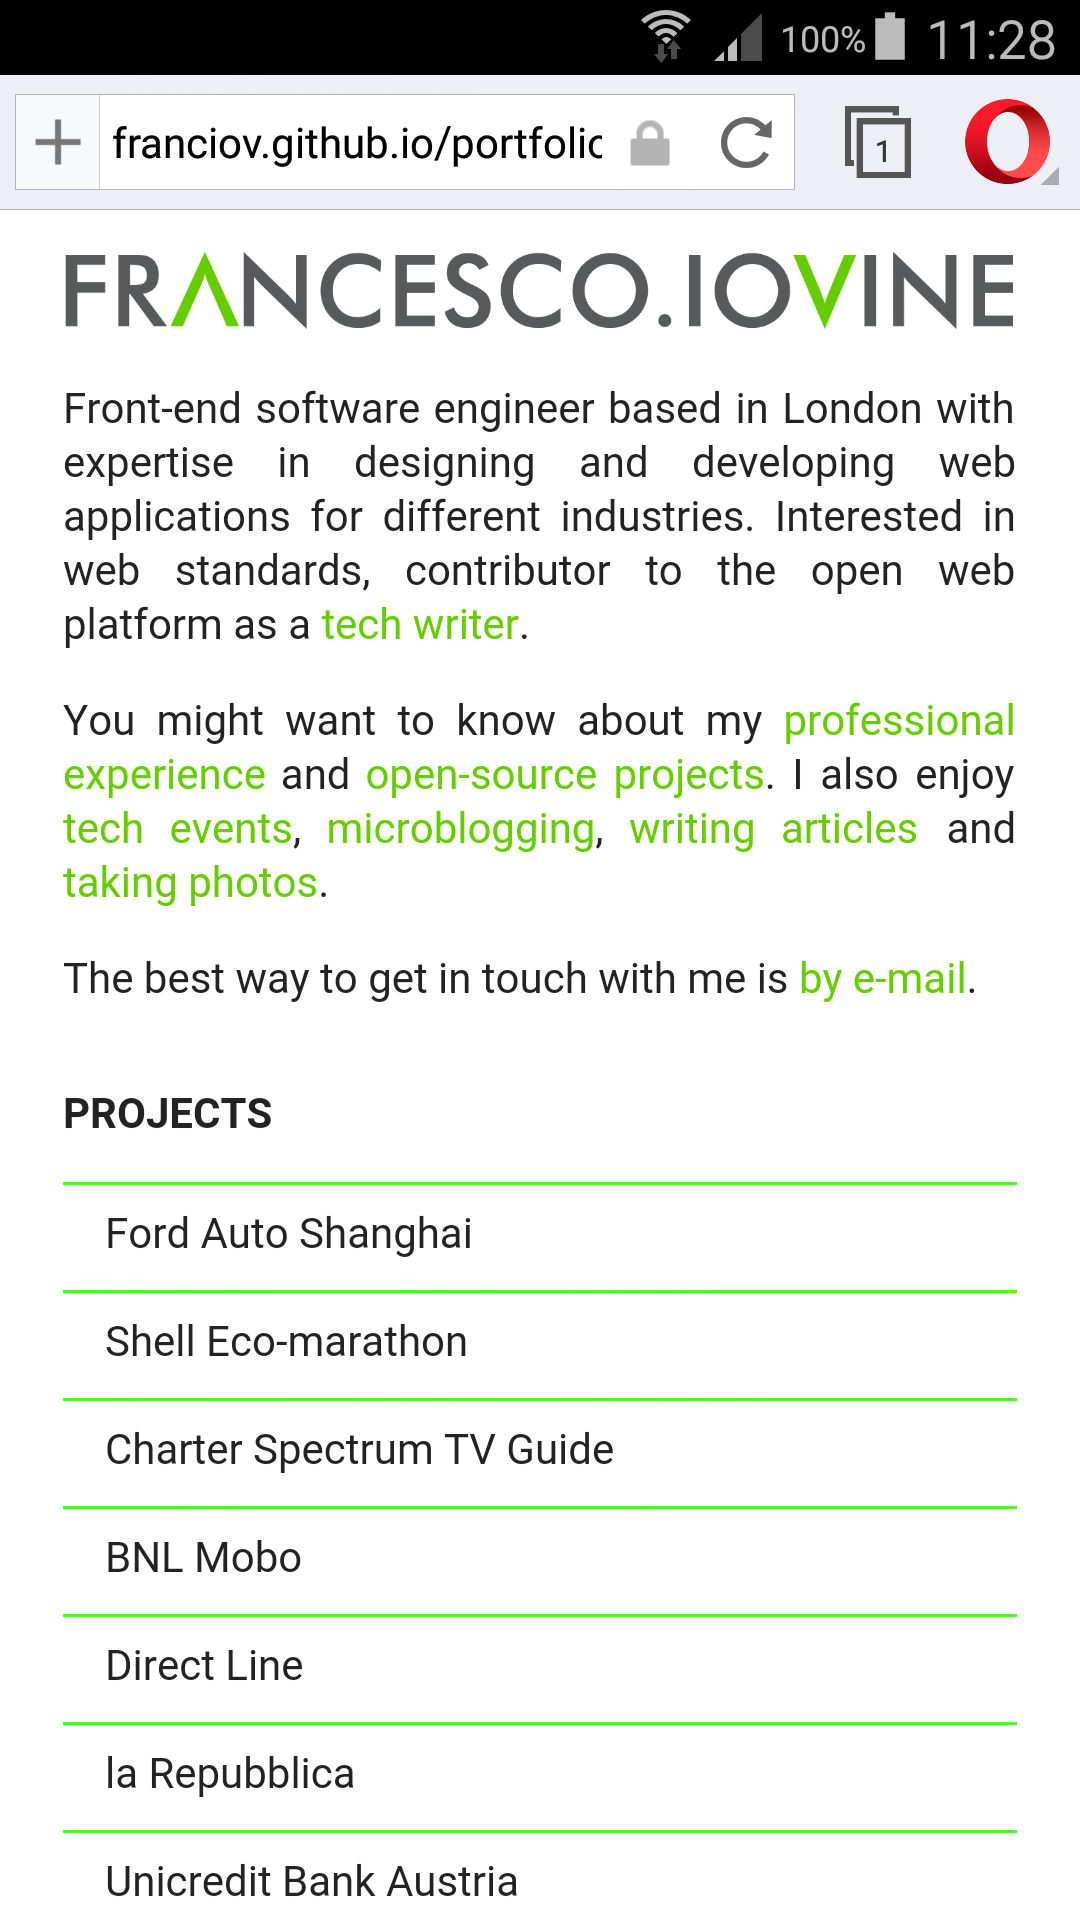 100% 11:28
franciov.github.io/portfolio
1
FRANCESCO.IOVINE
Front-end software engineer based in London with
expertise in designing and developing web
applications for different industries. Interested in
web standards, contributor to the open web
platform as a tech writer.
You might want to know about my professional
experience and open-source projects. I also enjoy
tech events, microblogging, writing articles and
taking photos.
The best way to get in touch with me is by e-mail.
PROJECTS
Ford Auto Shanghai
Shell Eco-marathon
Charter Spectrum TV Guide
BNL Mobo
Direct Line
la Repubblica
Unicredit Bank Austria